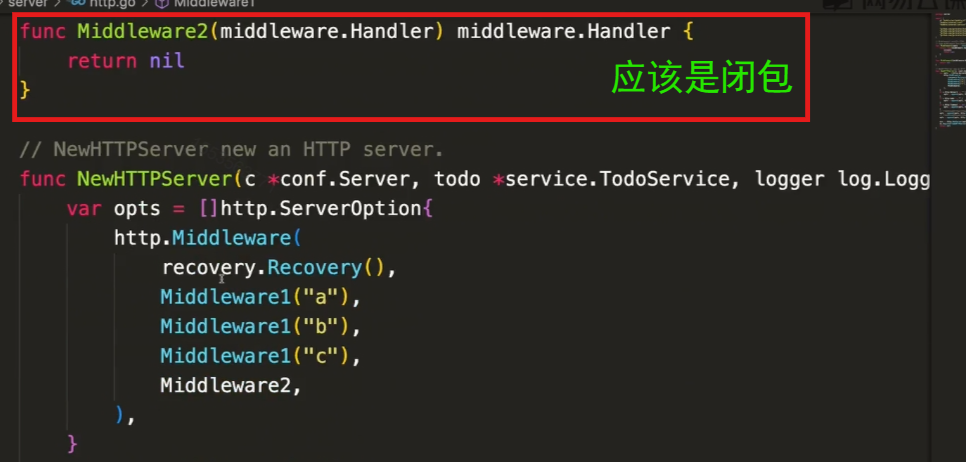 server > http.go > Middleware1
func Middleware2(middleware.Handler) middleware.Handler {
return nil
应该是闭包
}
// NewHTTPServer new an HTTP server.
func NewHTTPServer(c *conf.Server, todo *service.TodoService, logger log.Logg
var opts = []http.ServerOption{
http.Middleware(
recovery.Recovery(),
Middleware1("a"),
Middleware1("b"),
Middleware1("c"),
Middleware2,
),
}